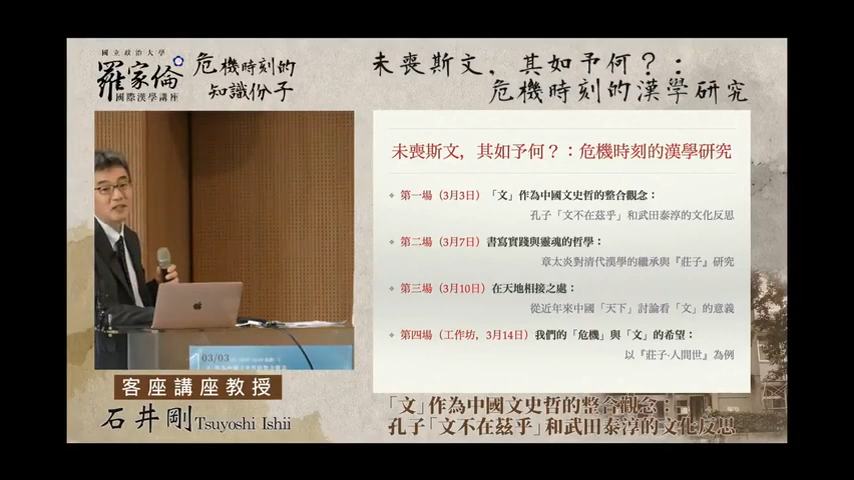 國立政治大學
羅家倫
國際漢學講座
危機時刻的
知識份子
未喪斯文，其如予何？：
危機時刻的漢學研究
未喪斯文，其如予何？：危機時刻的漢學研究
第一場（3月3日）「文」作為中國文史哲的整合觀念：
孔子「文不在茲乎」和武田泰淳的文化反思
第二場（3月7日）書寫實踐與靈魂的哲學：
章太炎對清代漢學的繼承與『莊子』研究
第三場（3月10日）在天地相接之處：
從近年來中國「天下」討論看「文」的意義
第四場（工作坊，3月14日）我們的「危機」與「文」的希望：
以『莊子·人間世』為例
03/03
客座講座教授
石井剛 Tsuyoshi Ishii
「文」作為中國文史哲的整合觀念：
孔子「文不在茲乎」和武田泰淳的文化反思